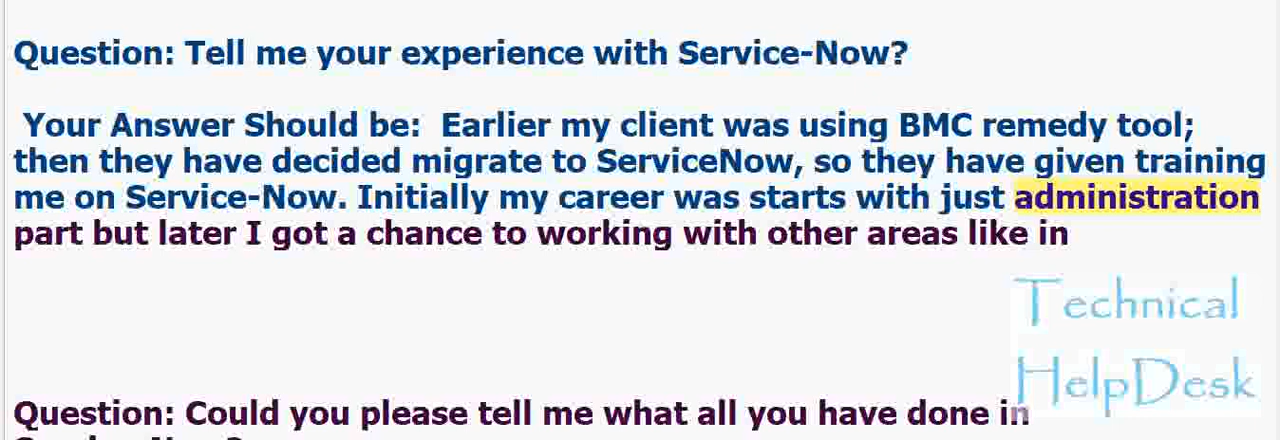 Question: Tell me your experience with Service-Now?
Your Answer Should be:  Earlier my client was using BMC remedy tool;
then they have decided migrate to ServiceNow, so they have given training
me on Service-Now. Initially my career was starts with just administration
part but later I got a chance to working with other areas like in
Technical
HelpDesk
Question: Could you please tell me what all you have done in